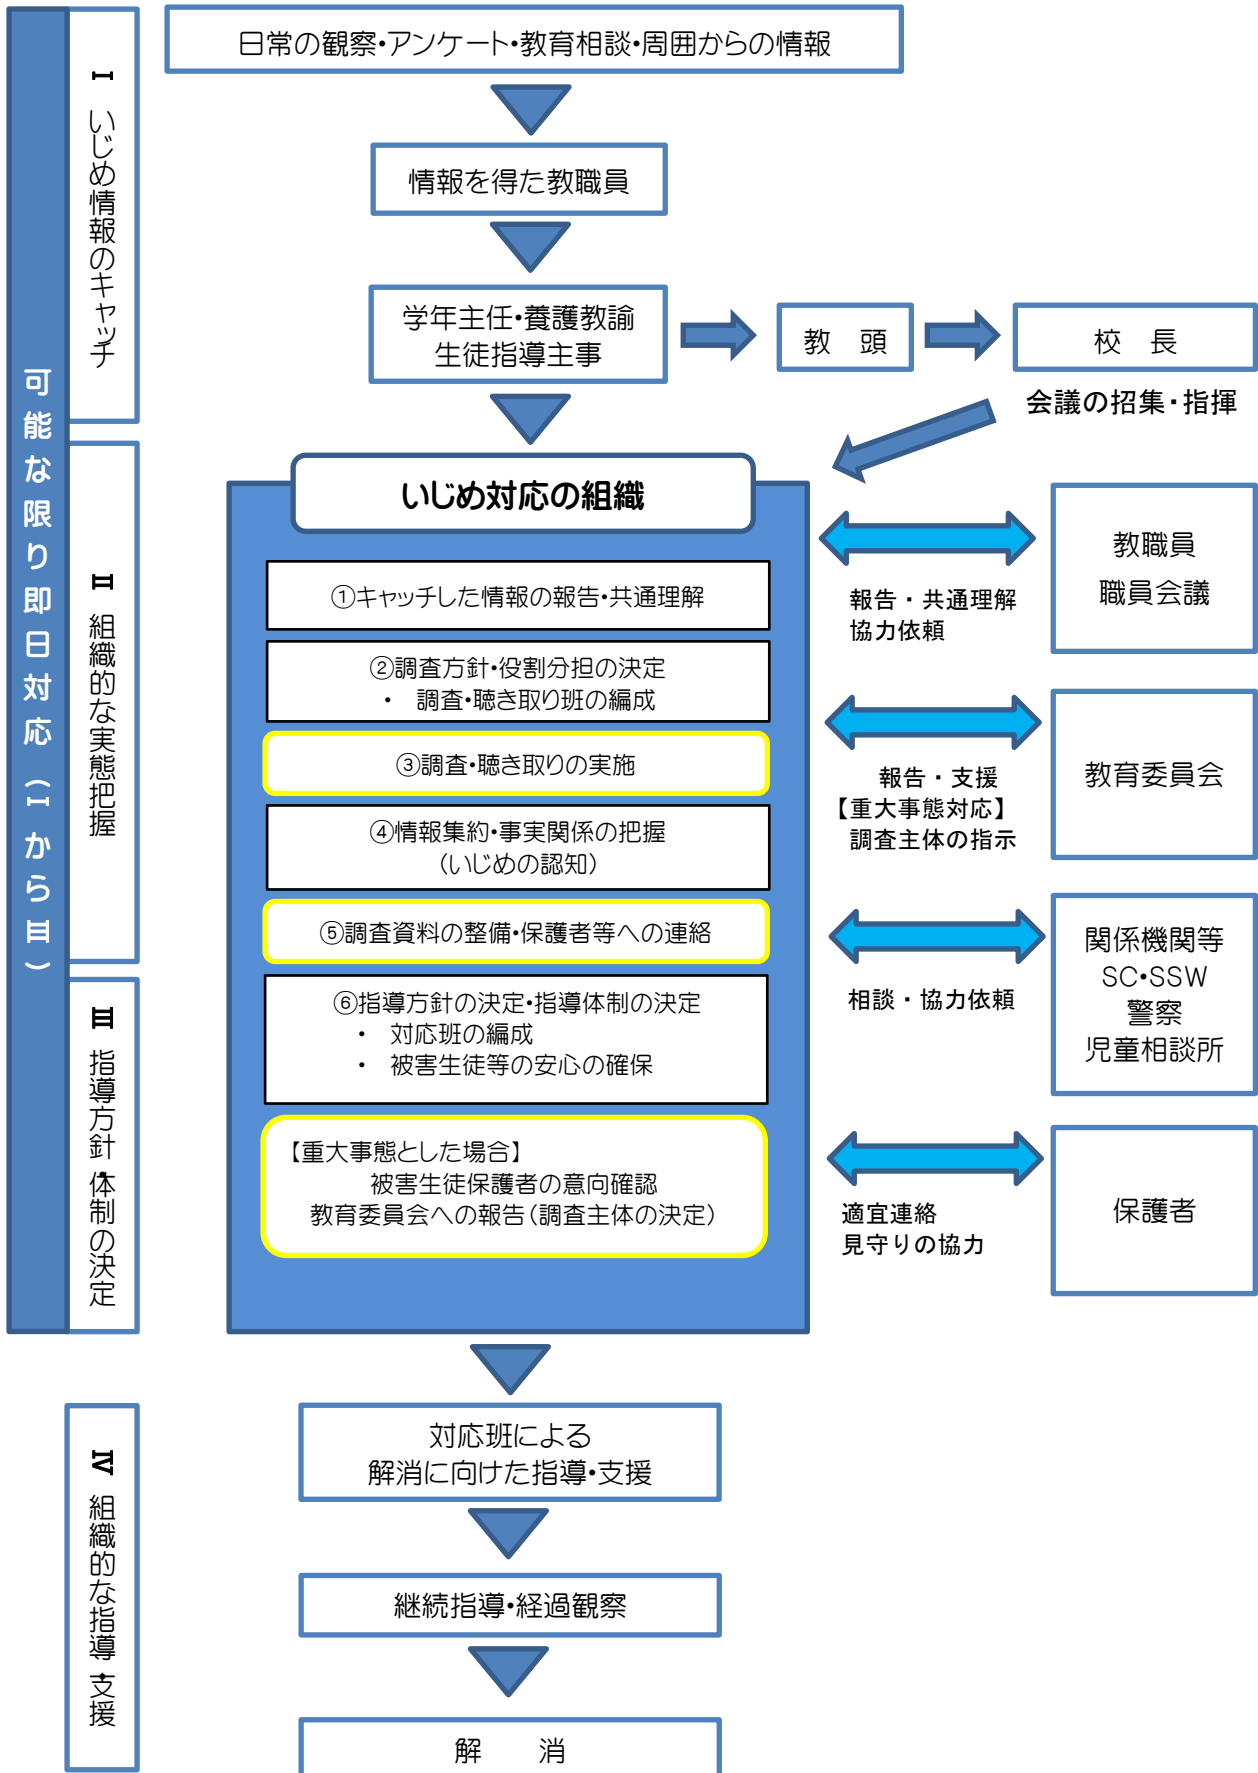 可能な限り即日対応（ⅠからⅢ）
Ⅰ　いじめ情報のキャッチ
日常の観察・アンケート・教育相談・周囲からの情報
情報を得た教職員
学年主任・養護教諭
生徒指導主事
教　頭
校　長
会議の招集・指揮
Ⅱ　組織的な実態把握
いじめ対応の組織
①キャッチした情報の報告・共通理解
②調査方針・役割分担の決定
・　調査・聴き取り班の編成
③調査・聴き取りの実施
④情報集約・事実関係の把握
（いじめの認知）
⑤調査資料の整備・保護者等への連絡
Ⅲ　指導方針・体制の決定
⑥指導方針の決定・指導体制の決定
・　対応班の編成
・　被害生徒等の安心の確保
【重大事態とした場合】
被害生徒保護者の意向確認
教育委員会への報告（調査主体の決定）
報告・共通理解
協力依頼
教職員
職員会議
報告・支援
【重大事態対応】
調査主体の指示
教育委員会
相談・協力依頼
関係機関等
SC・SSW
警察
児童相談所
適宜連絡
見守りの協力
保護者
Ⅳ　組織的な指導・支援
対応班による
解消に向けた指導・支援
継続指導・経過観察
解　　消